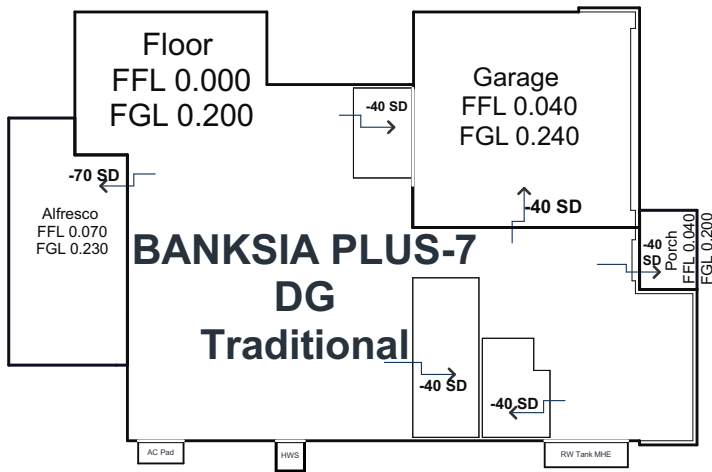 Floor
FFL 0.000
FGL 0.200
-40 SD
Garage
FFL 0.040
FGL 0.240
-70 SD
Alfresco
FFL 0.070
FGL 0.230
-40 SD
-40
SD
Porch
FFL 0.040
FGL 0.200
BANKSIA PLUS-7
DG
Traditional
-40 SD
-40 SD
AC Pad
HWS
RW Tank MHE